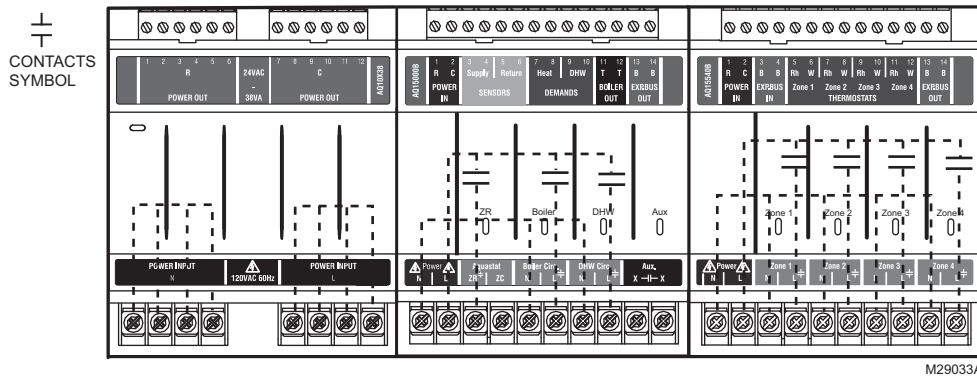 CONTACTS
SYMBOL
1 2 3 4 5 6 7 8 9 10 11 12
R 24VAC C
- 
POWER OUT 38VA POWER OUT
AQ10X38
POWER INPUT 120VAC 60Hz POWER INPUT
N L
AQ15000B
1 2 3 4 5 6 7 8 9 10 11 12 13 14
R C Supply Return Heat DHW T T B B
POWER IN SENSORS DEMANDS BOILER OUT EXP.BUS OUT
ZR Boiler DHW Aux
Power Aquastat Boiler Circ. DHW Circ. Aux.
N L ZR ZC N L N L X X
AQ15540B
1 2 3 4 5 6 7 8 9 10 11 12 13 14
R C B B Rh W Rh W Rh W Rh W B B
POWER IN EXP.BUS IN Zone 1 Zone 2 Zone 3 Zone 4 EXP.BUS OUT
THERMOSTATS
Zone 1 Zone 2 Zone 3 Zone 4
Power Zone 1 Zone 2 Zone 3 Zone 4
N L N L N L N L N L